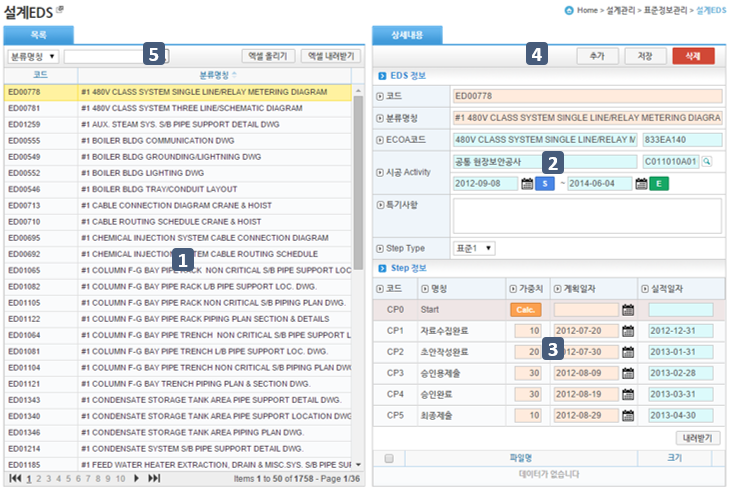 설계EDS
Home > 설계관리 > 표준정보관리 > 설계EDS
목록
분류명칭
5
엑셀 올리기
엑셀 내려받기
코드
분류명칭
ED00778 #1 480V CLASS SYSTEM SINGLE LINE/RELAY METERING DIAGRAM
ED00781 #1 480V CLASS SYSTEM THREE LINE/SCHEMATIC DIAGRAM
ED01259 #1 AUX. STEAM SYS. S/B PIPE SUPPORT DETAIL DWG
ED00555 #1 BOILER BLDG COMMUNICATION DWG
ED00549 #1 BOILER BLDG GROUNDING/LIGHTNING DWG
ED00552 #1 BOILER BLDG LIGHTING DWG
ED00546 #1 BOILER BLDG TRAY/CONDUIT LAYOUT
ED00713 #1 CABLE CONNECTION DIAGRAM CRANE & HOIST
ED00710 #1 CABLE ROUTING SCHEDULE CRANE & HOIST
ED00695 #1 CHEMICAL INJECTION SYSTEM CABLE CONNECTION DIAGRAM
ED00692 #1 CHEMICAL INJECTION SYSTEM CABLE ROUTING SCHEDULE
1
ED01065 #1 COLUMN F-G BAY PIPE RACK NON CRITICAL S/B PIPE SUPPORT LOC
ED01082 #1 COLUMN F-G BAY PIPE RACK L/B PIPE SUPPORT LOC. DWG.
ED01105 #1 COLUMN F-G BAY PIPE RACK NON CRITICAL S/B PIPING PLAN DWG.
ED01122 #1 COLUMN F-G BAY PIPE RACK PIPING PLAN SECTION & DETAILS
ED01064 #1 COLUMN F-G BAY PIPE TRENCH NON CRITICAL S/B PIPE SUPPORT L
ED01081 #1 COLUMN F-G BAY PIPE TRENCH L/B PIPE SUPPORT LOC. DWG.
ED01104 #1 COLUMN F-G BAY PIPE TRENCH NON CRITICAL S/B PIPING PLAN DW
ED01121 #1 COLUMN F-G BAY TRENCH PIPING PLAN & SECTION DWG.
ED01343 #1 CONDENSATE STORAGE TANK AREA PIPE SUPPORT DETAIL DWG.
ED01340 #1 CONDENSATE STORAGE TANK AREA PIPE SUPPORT LOCATION DWG
ED01346 #1 CONDENSATE STORAGE TANK AREA PIPING PLAN DWG.
ED01214 #1 CONDENSATE SYSTEM S/B PIPE SUPPORT DETAIL DWG.
ED01185 #1 FEED WATER HEATER EXTRACTION, DRAIN & MISC.SYS. S/B PIPE SUF
1 2 3 4 5 6 7 8 9 10
Items 1 to 50 of 1758 - Page 1/36
상세내용
4
추가
저장
삭제
EDS 정보
코드 ED00778
분류명칭 #1 480V CLASS SYSTEM SINGLE LINE/RELAY METERING DIAGRA
ECOA코드 480V CLASS SYSTEM SINGLE LINE/RELAY M 833EA140
시공 Activity 공통 현장보안공사 C011010A01
2
2012-09-08 S ~ 2014-06-04 E
특기사항
Step Type 표준1
Step 정보
코드 명칭 가중치 계획일자 실적일자
CP0 Start Calc.
CP1 자료수집완료 10 2012-07-20 2012-12-31
CP2 초안작성완료 20 2012-07-30 2013-01-31
3
CP3 승인용제출 30 2012-08-09 2013-02-28
CP4 승인완료 30 2012-08-19 2013-03-31
CP5 최종제출 10 2012-08-29 2013-04-30
내려받기
파일명 크기
데이터가 없습니다